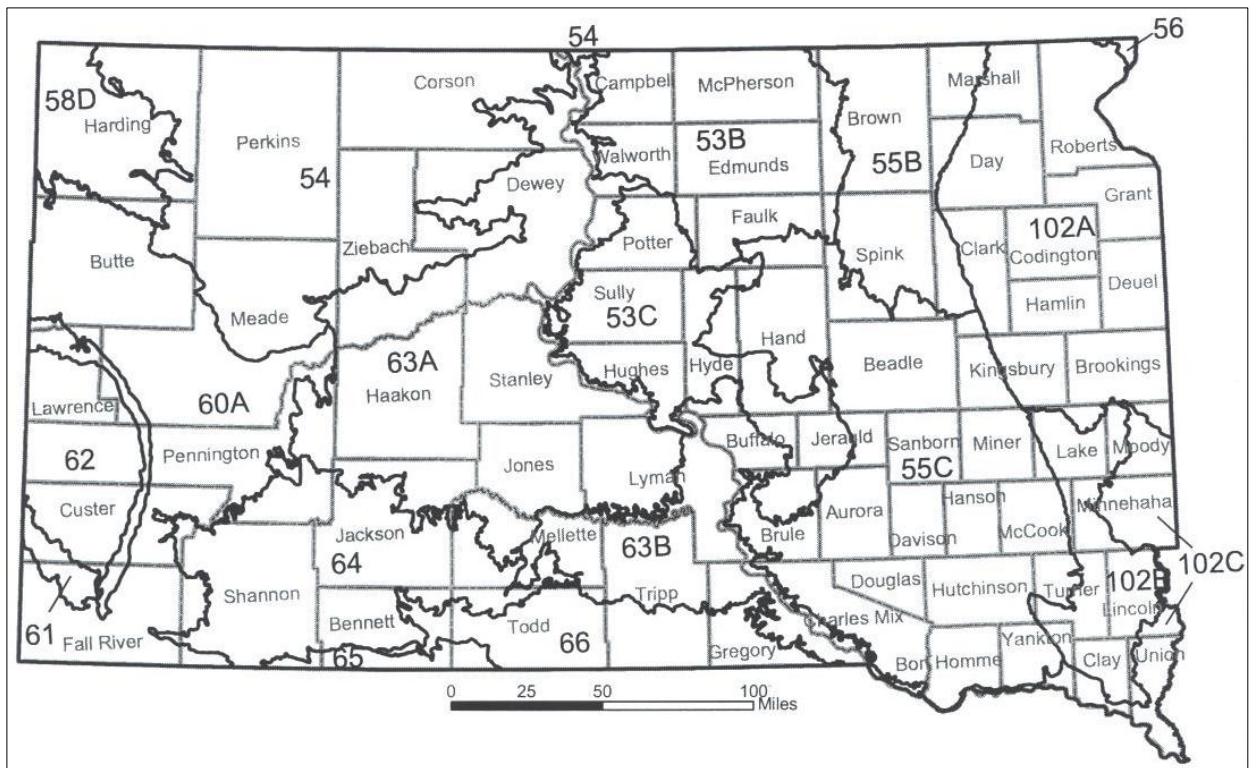 54
56
Corson
Campbell
McPherson
Marshall
58D
Harding
Brown
Perkins
53B
Walworth
Edmunds
55B
Day
Roberts
54
Dewey
Grant
Faulk
102A
Ziebach
Potter
Spink
Clark
Codington
Butte
Deuel
Sully
Hamlin
Meade
53C
Hand
63A
Stanley
Hughes
Hyde
Beadle
Kingsbury
Brookings
Haakon
Lawrence
60A
Buffalo
Jerauld
Sanborn
Miner
Lake
Moody
62
Pennington
Jones
55C
Lyman
Custer
Hanson
Minnehaha
Aurora
Jackson
Mellette
Brule
Davison
McCook
63B
64
102C
Douglas
Hutchinson
Turner
102B
Shannon
Tripp
Lincoln
Bennett
Todd
Charles Mix
61
Fall River
66
Yankton
Gregory
65
Bon Homme
Clay
Union
0 25 50 100
Miles